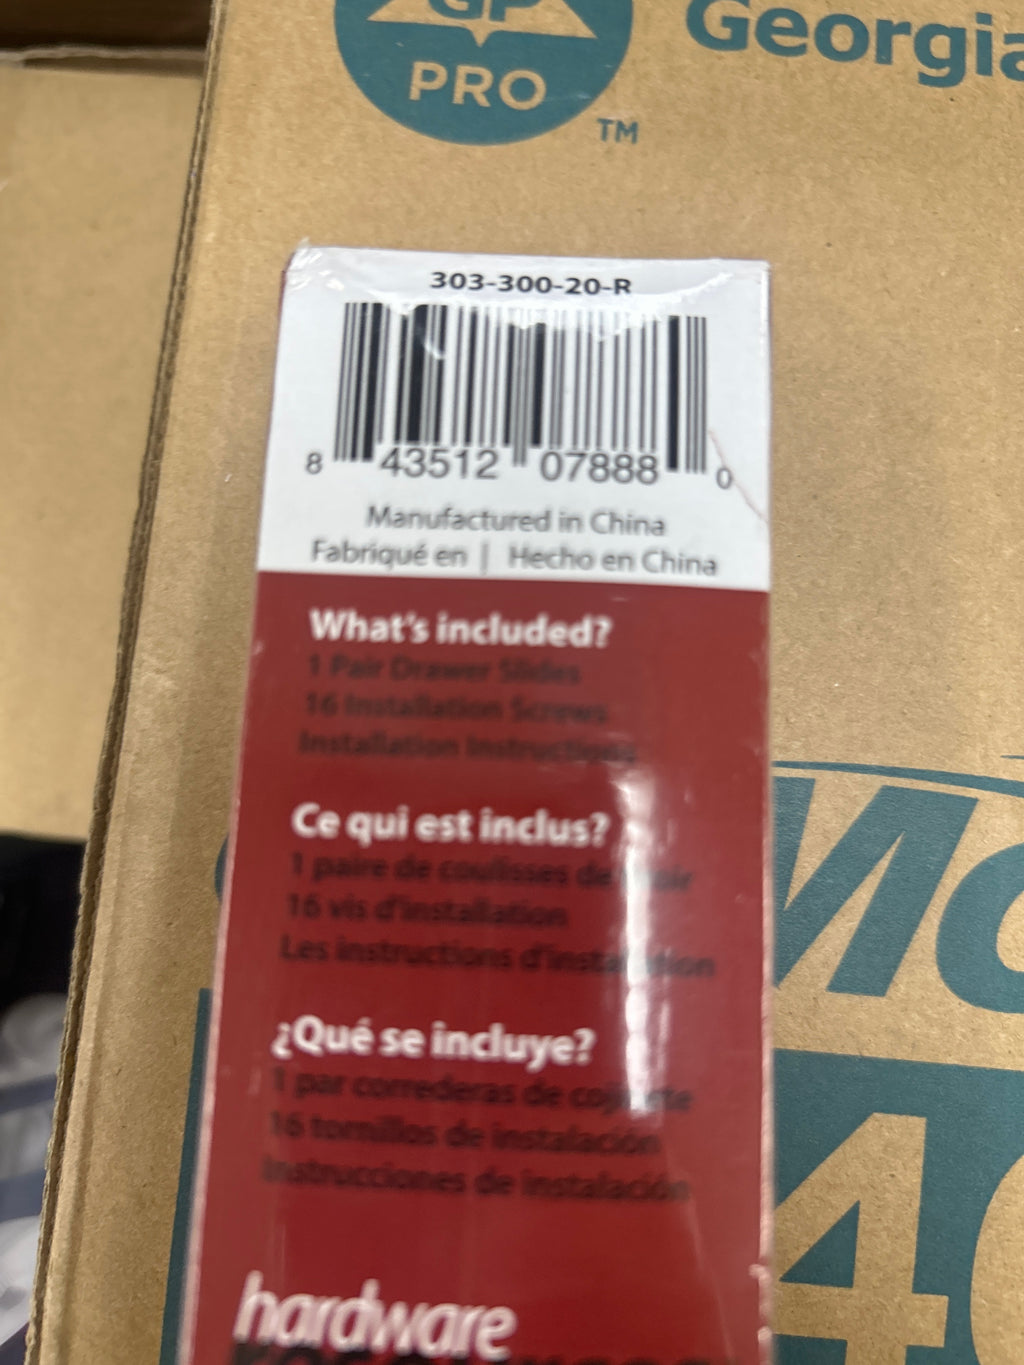 GP
PRO
TM
Georgia
303-300-20-R
8 43512 07888 0
Manufactured in China
Fabriqué en | Hecho en China
What's included?
1 Pair Drawer Slides
16 Installation Screws
Installation Instructions
Ce qui est inclus?
1 paire de coulisses de
16 vis d'installation
Les instructions d'installation
¿Qué se incluye?
1 par correderas de
16 tornillos de instalación
Instrucciones de instalación
hardware